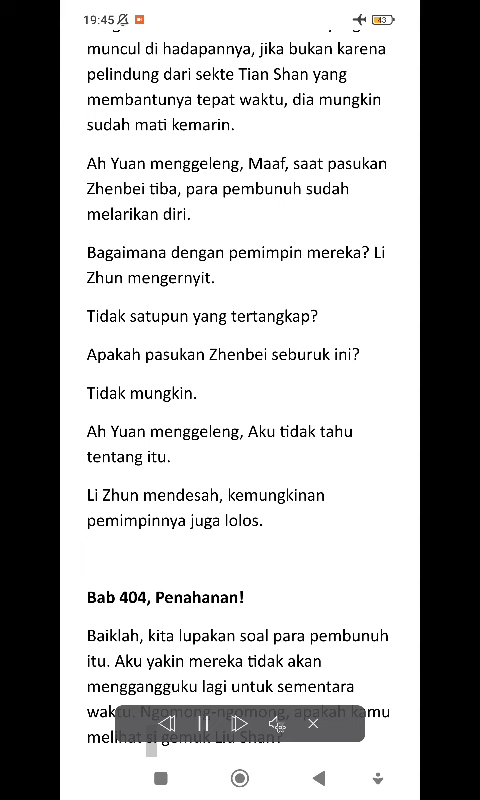 19:45
43
muncul di hadapannya, jika bukan karena
pelindung dari sekte Tian Shan yang
membantunya tepat waktu, dia mungkin
sudah mati kemarin.
Ah Yuan menggeleng, Maaf, saat pasukan
Zhenbei tiba, para pembunuh sudah
melarikan diri.
Bagaimana dengan pemimpin mereka? Li
Zhun mengernyit.
Tidak satupun yang tertangkap?
Apakah pasukan Zhenbei seburuk ini?
Tidak mungkin.
Ah Yuan menggeleng, Aku tidak tahu
tentang itu.
Li Zhun mendesah, kemungkinan
pemimpinnya juga lolos.
Bab 404, Penahanan!
Baiklah, kita lupakan soal para pembunuh
itu. Aku yakin mereka tidak akan
menggangguku lagi untuk sementara
waktu. Ngomong-ngomong, apakah kamu
melihat si gemuk Liu Shan?